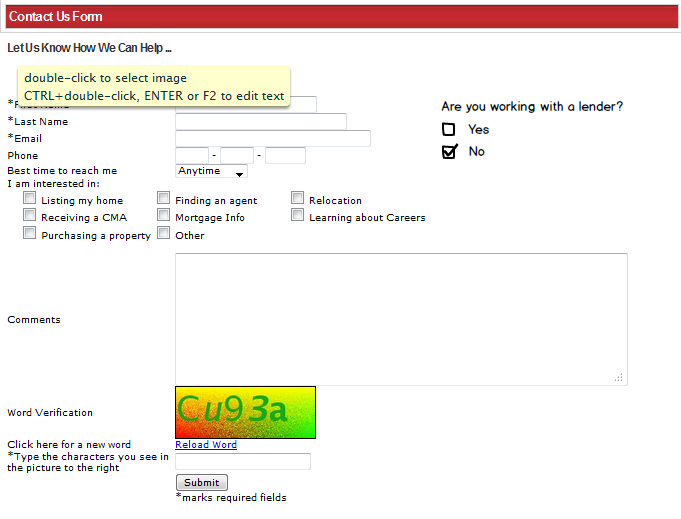 Contact Us Form
Let Us Know How We Can Help ...
double-click to select image
CTRL+double-click, ENTER or F2 to edit text
*First Name
*Last Name
*Email
Phone - -
Best time to reach me Anytime
I am interested in:
Listing my home Finding an agent Relocation
Receiving a CMA Mortgage Info Learning about Careers
Purchasing a property Other
Are you working with a lender?
Yes
No
Comments
Word Verification Cu93a
Click here for a new word Reload Word
*Type the characters you see in
the picture to the right
Submit
*marks required fields